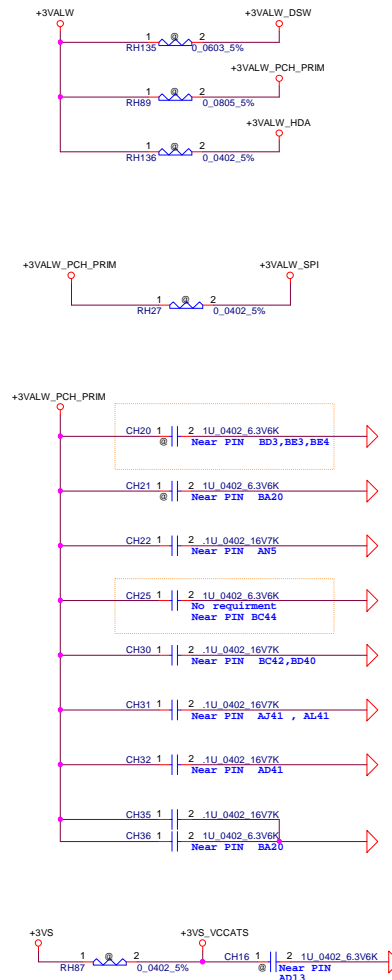 +3VALW +3VALW_DSW
1 @ 2
RH135 0_0603_5%
+3VALW_PCH_PRIM
1 @ 2
RH89 0_0805_5%
+3VALW_HDA
1 @ 2
RH136 0_0402_5%
+3VALW_PCH_PRIM +3VALW_SPI
1 @ 2
RH27 0_0402_5%
+3VALW_PCH_PRIM
CH20 1 2 1U_0402_6.3V6K
@ Near PIN BD3,BE3,BE4
CH21 1 2 1U_0402_6.3V6K
@ Near PIN BA20
CH22 1 2 .1U_0402_16V7K
Near PIN AN5
CH25 1 2 1U_0402_6.3V6K
No requirment
Near PIN BC44
CH30 1 2 .1U_0402_16V7K
Near PIN BC42,BD40
CH31 1 2 .1U_0402_16V7K
Near PIN AJ41 , AL41
CH32 1 2 .1U_0402_16V7K
Near PIN AD41
CH35 1 2 .1U_0402_16V7K
CH36 1 2 1U_0402_6.3V6K
Near PIN BA20
+3VS +3VS_VCCATS
1 @ 2 CH16 1 2 1U_0402_6.3V6K
RH87 0_0402_5% @ Near PIN
AD13